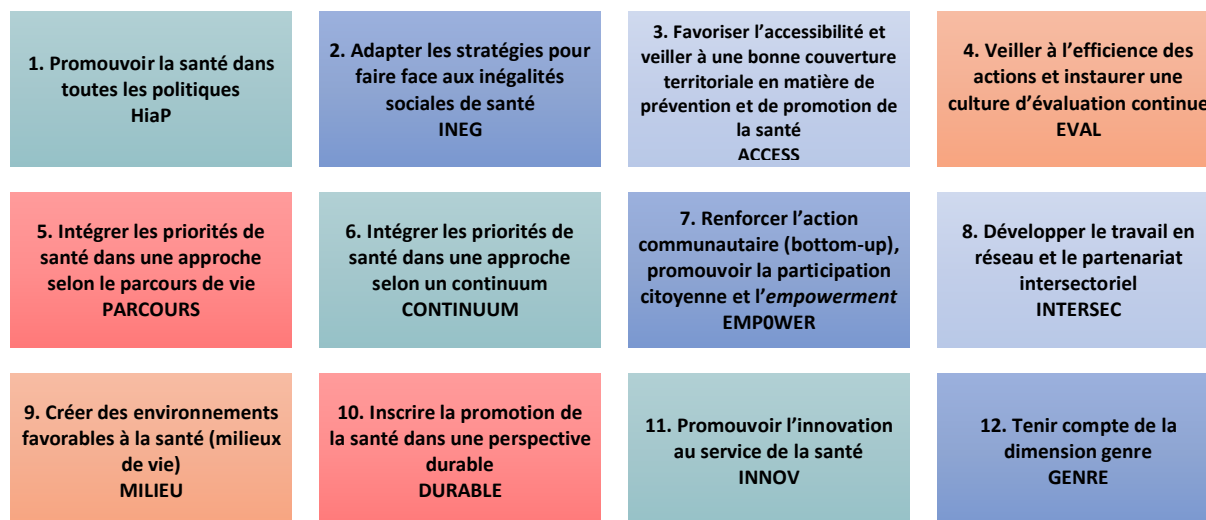 1. Promouvoir la santé dans
toutes les politiques
HiaP
2. Adapter les stratégies pour
faire face aux inégalités
sociales de santé
INEG
3. Favoriser l’accessibilité et
veiller à une bonne couverture
territoriale en matière de
prévention et de promotion de
la santé
ACCESS
4. Veiller à l’efficience des
actions et instaurer une
culture d’évaluation continue
EVAL
5. Intégrer les priorités de
santé dans une approche
selon le parcours de vie
PARCOURS
6. Intégrer les priorités de
santé dans une approche
selon un continuum
CONTINUUM
7. Renforcer l’action
communautaire (bottom-up),
promouvoir la participation
citoyenne et l’empowerment
EMP0WER
8. Développer le travail en
réseau et le partenariat
intersectoriel
INTERSEC
9. Créer des environnements
favorables à la santé (milieux
de vie)
MILIEU
10. Inscrire la promotion de
la santé dans une perspective
durable
DURABLE
11. Promouvoir l’innovation
au service de la santé
INNOV
12. Tenir compte de la
dimension genre
GENRE